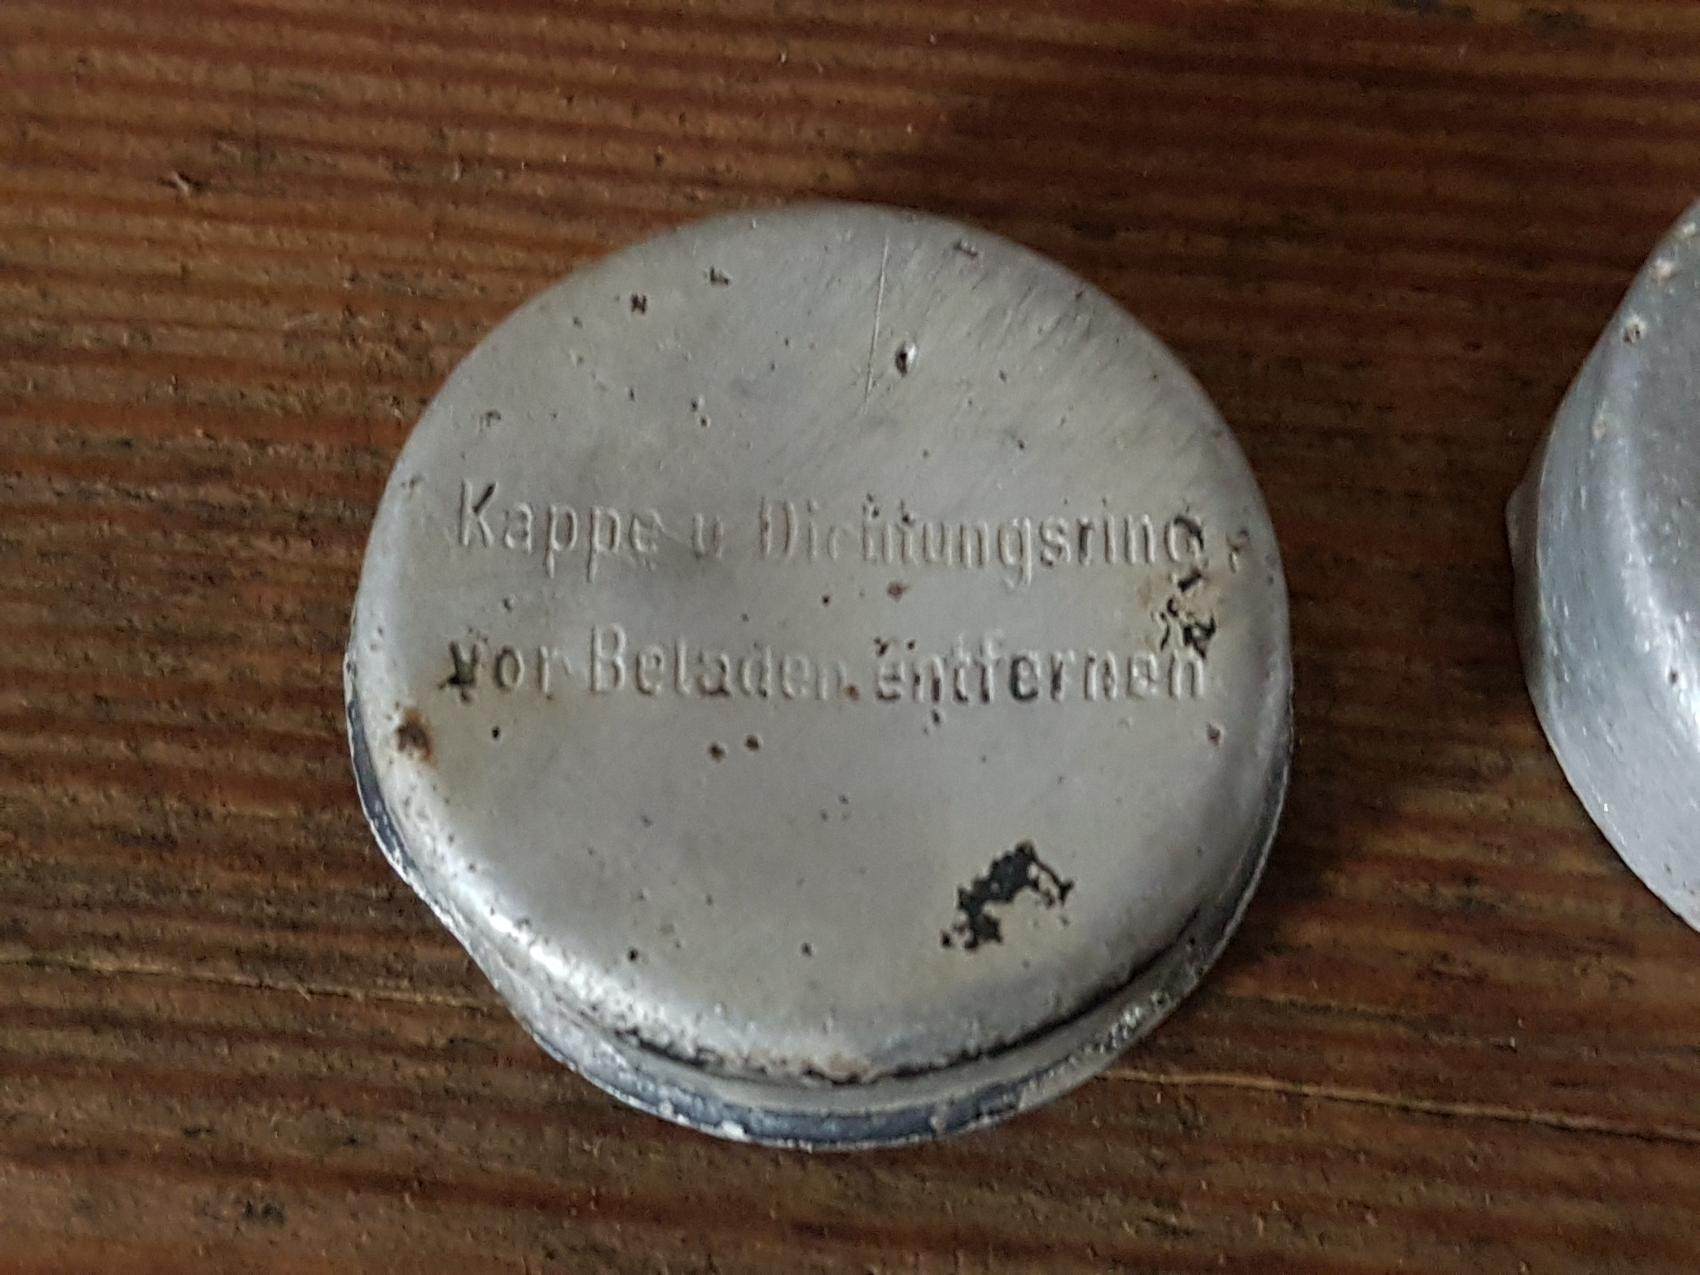 Kappe u Dichtungsring
vor Beladen entfernen